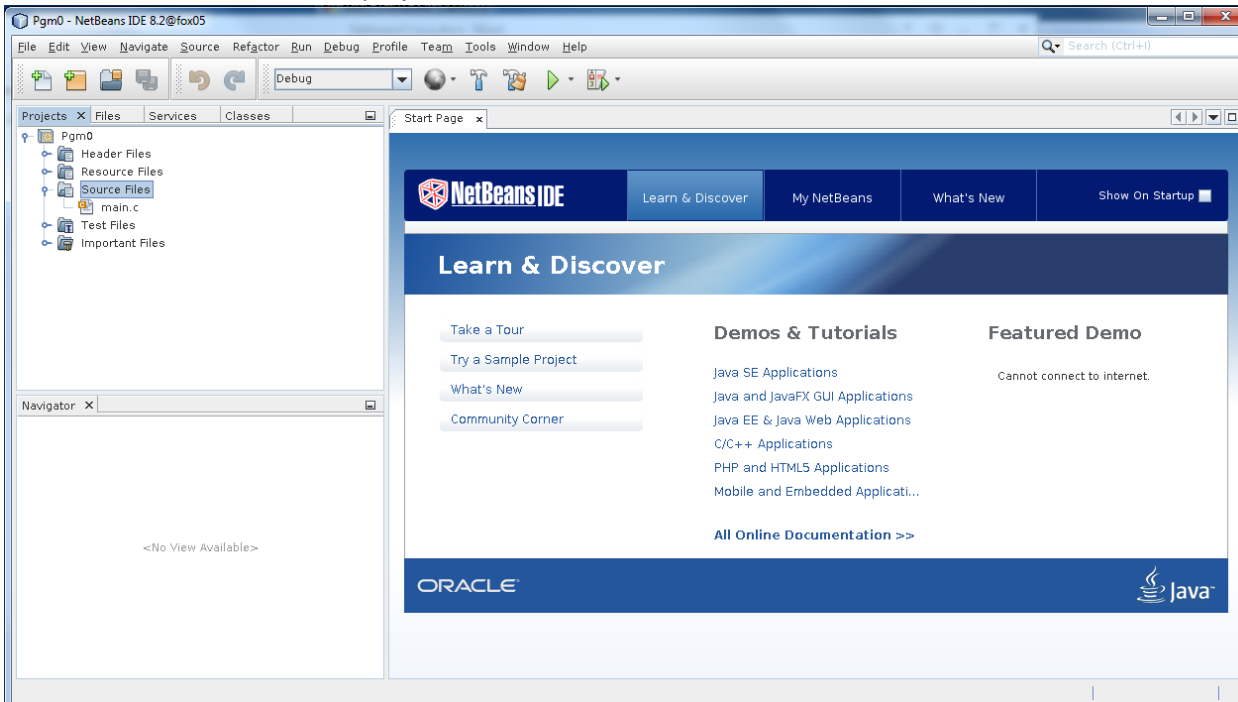 Pgm0 - NetBeans IDE 8.2@fox05
File Edit View Navigate Source Refactor Run Debug Profile Team Tools Window Help
Search (Ctrl+I)
Debug
Projects Files Services Classes
Start Page
Pgm0
Header Files
Resource Files
Source Files
main.c
Test Files
Important Files
NetBeans IDE
Learn & Discover
My NetBeans
What's New
Show On Startup
Learn & Discover
Take a Tour
Try a Sample Project
What's New
Community Corner
Demos & Tutorials
Java SE Applications
Java and JavaFX GUI Applications
Java EE & Java Web Applications
C/C++ Applications
PHP and HTML5 Applications
Mobile and Embedded Applicati...
All Online Documentation >>
Featured Demo
Cannot connect to internet.
Navigator
<No View Available>
ORACLE
Java